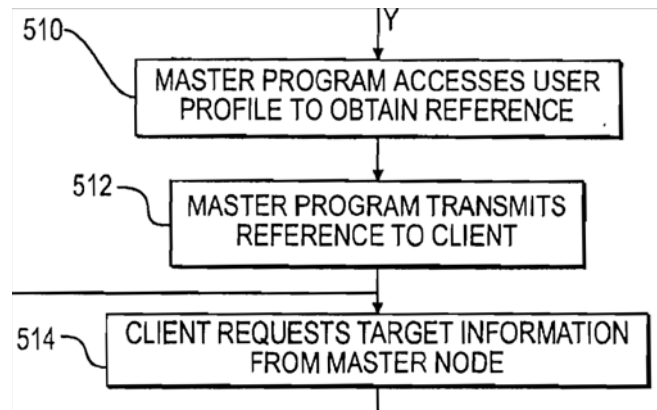 Y
510
MASTER PROGRAM ACCESSES USER
PROFILE TO OBTAIN REFERENCE
512
MASTER PROGRAM TRANSMITS
REFERENCE TO CLIENT
514
CLIENT REQUESTS TARGET INFORMATION
FROM MASTER NODE